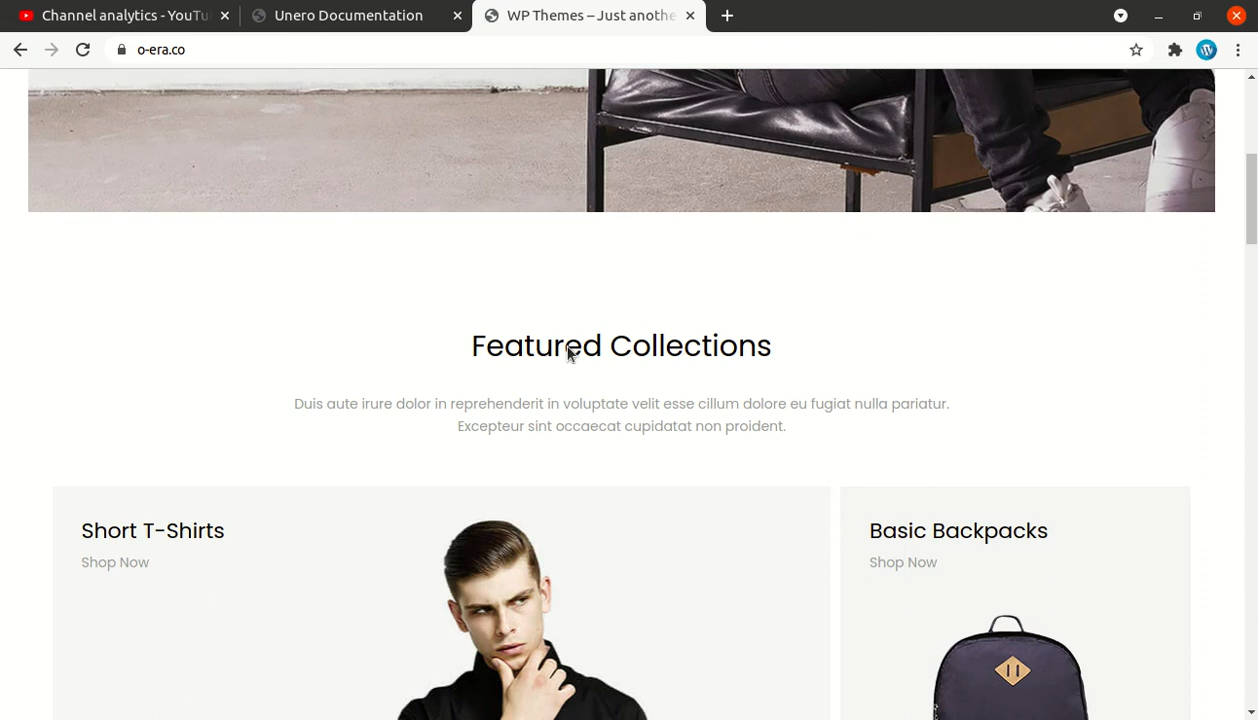 Channel analytics - YouTu
Unero Documentation
WP Themes – Just anothe
o-era.co
Featured Collections
Duis aute irure dolor in reprehenderit in voluptate velit esse cillum dolore eu fugiat nulla pariatur.
Excepteur sint occaecat cupidatat non proident.
Short T-Shirts
Shop Now
Basic Backpacks
Shop Now